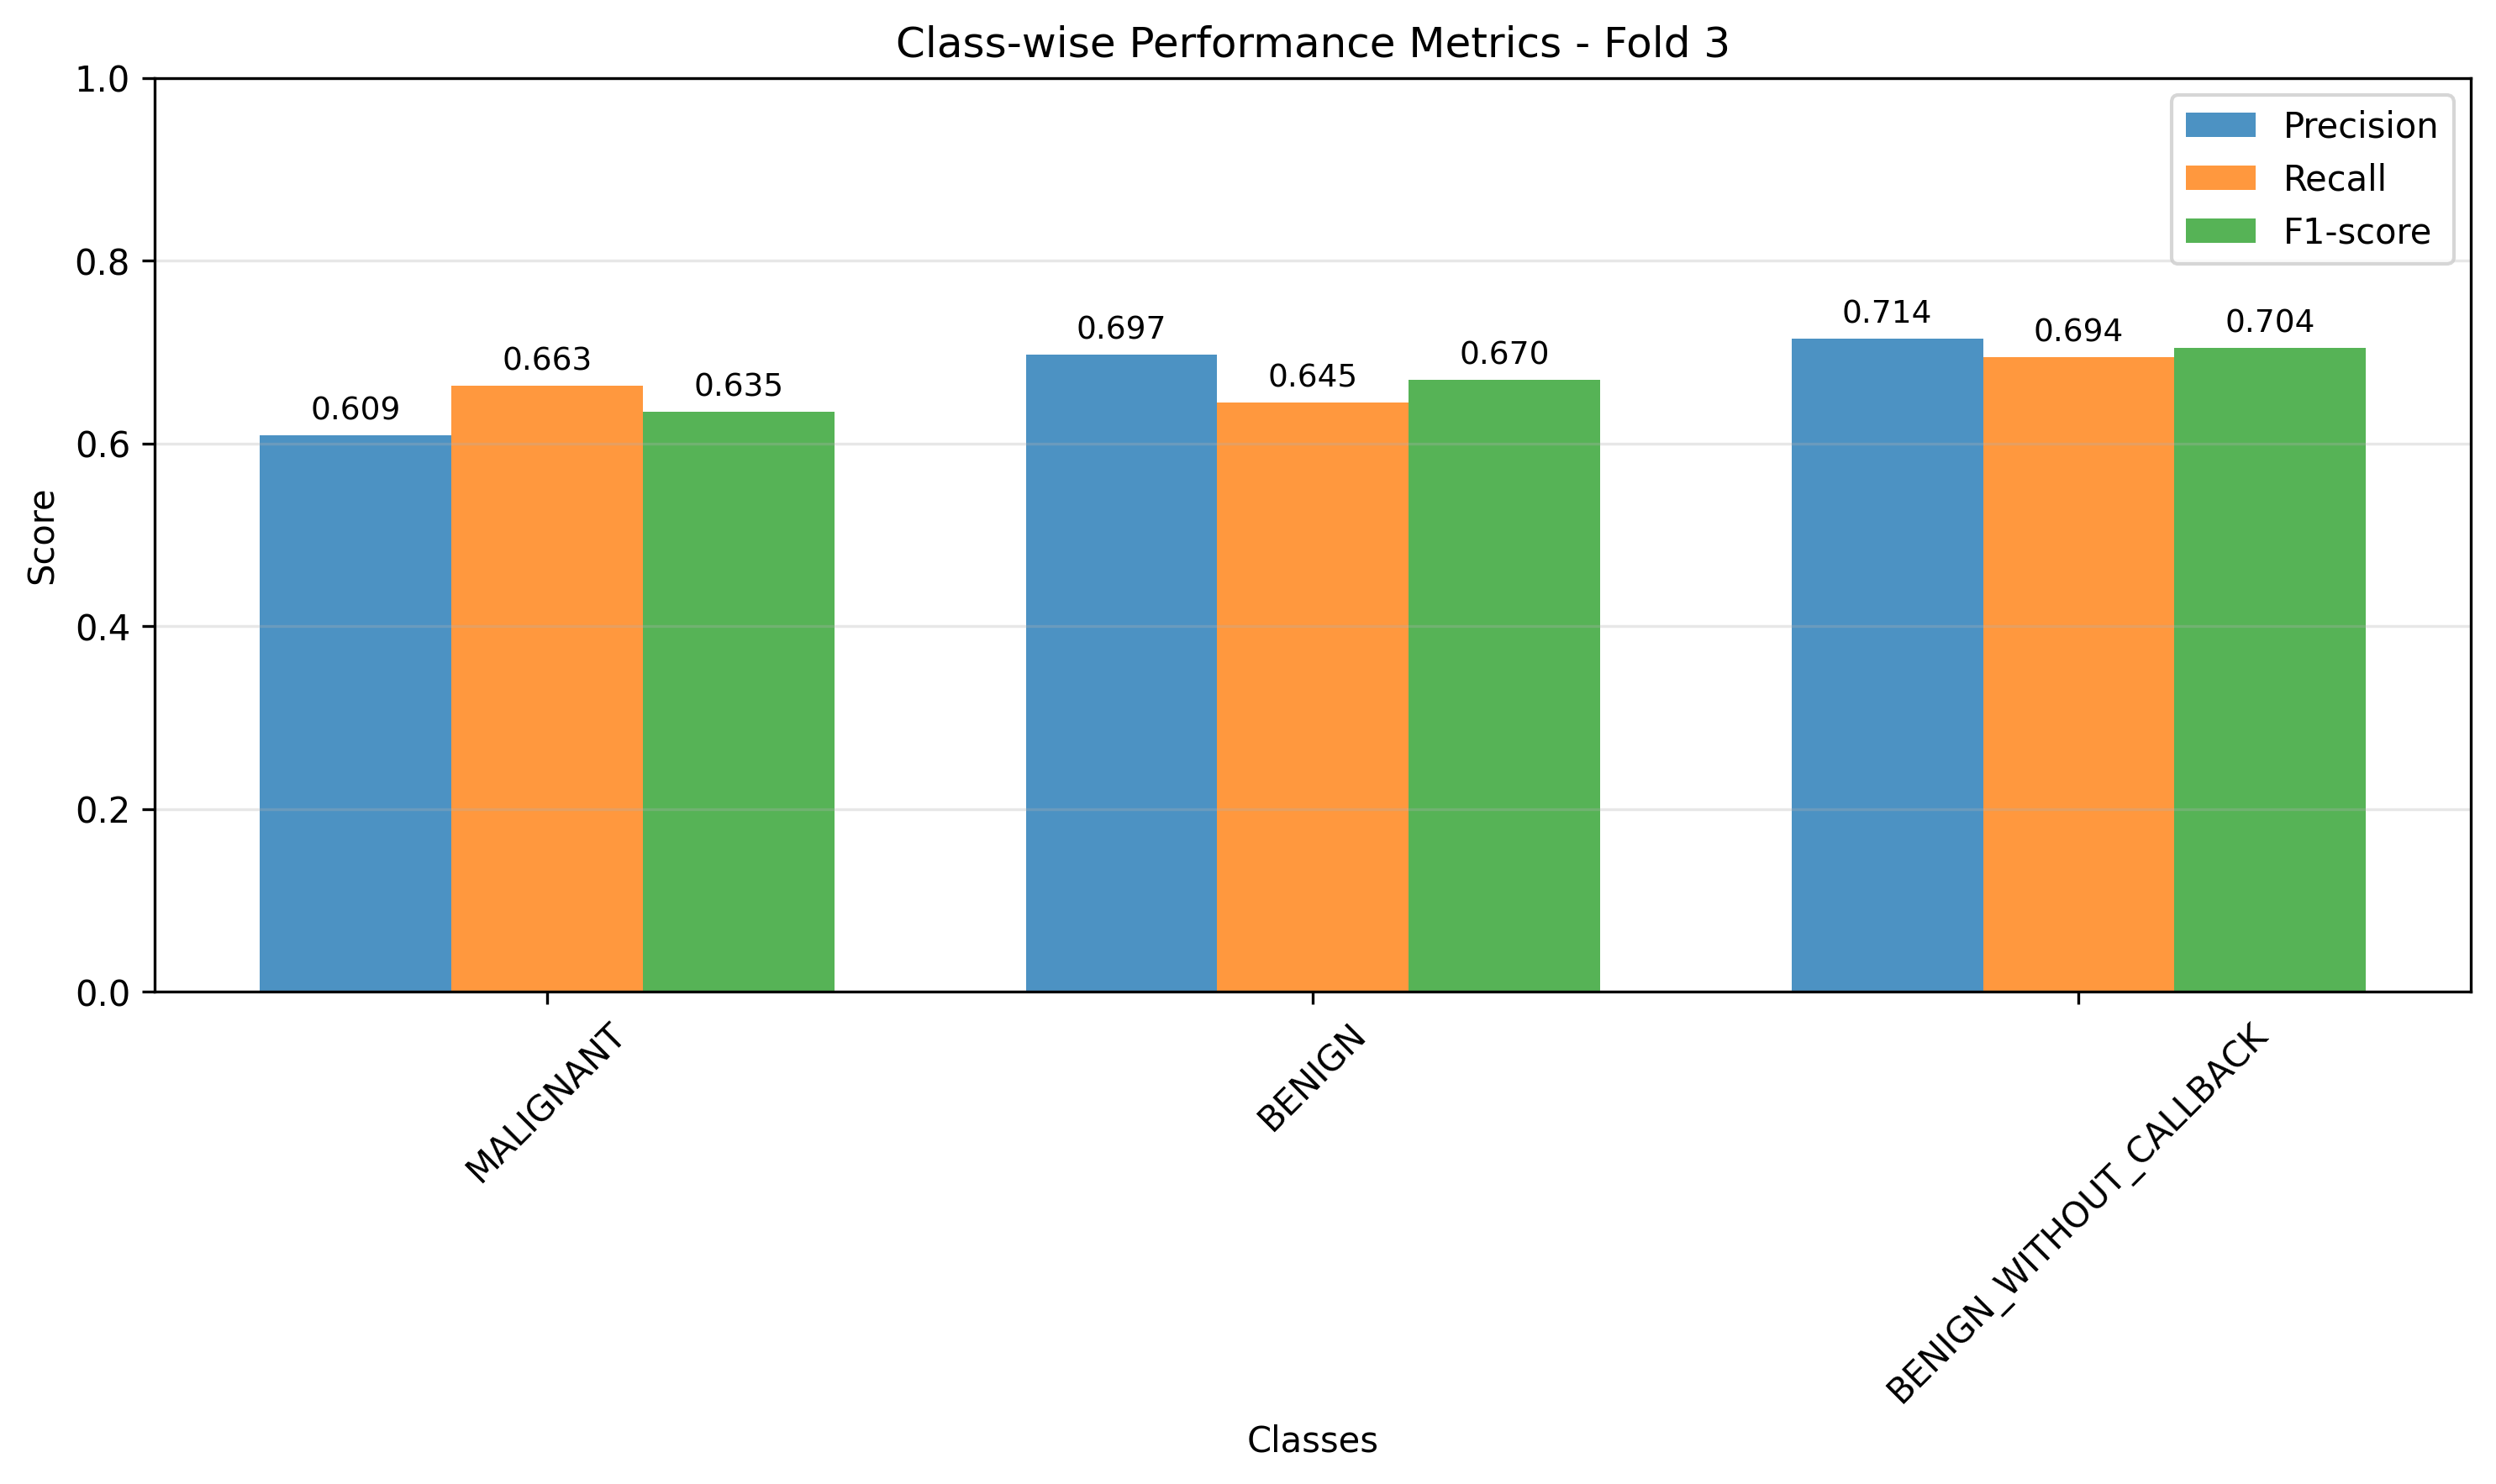 Class-wise Performance Metrics - Fold 3
1.0
0.8
0.6
0.4
0.2
0.0
Score
Precision
Recall
F1-score
0.609
0.663
0.635
0.697
0.645
0.670
0.714
0.694
0.704
MALIGNANT
BENIGN
BENIGN_WITHOUT_CALLBACK
Classes